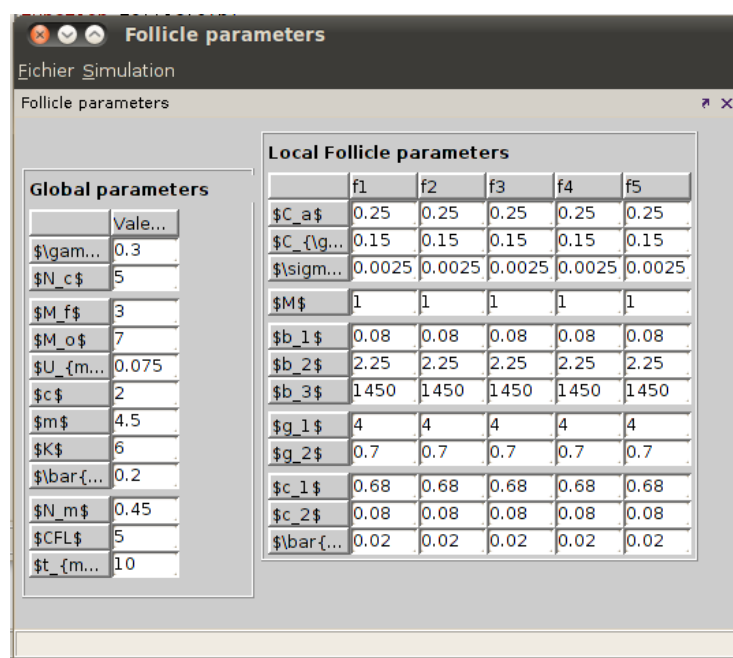 Follicle parameters
Fichier Simulation
Follicle parameters
Global parameters
Vale...
$\gam... 0.3
$N_c$ 5
$M_f$ 3
$M_o$ 7
$U_{m... 0.075
$c$ 2
$m$ 4.5
$K$ 6
$\bar{... 0.2
$N_m$ 0.45
$CFL$ 5
$t_{m... 10
Local Follicle parameters
f1 f2 f3 f4 f5
$C_a$ 0.25 0.25 0.25 0.25 0.25
$C_{\g... 0.15 0.15 0.15 0.15 0.15
$\sigm... 0.0025 0.0025 0.0025 0.0025 0.0025
$M$ 1 1 1 1 1
$b_1$ 0.08 0.08 0.08 0.08 0.08
$b_2$ 2.25 2.25 2.25 2.25 2.25
$b_3$ 1450 1450 1450 1450 1450
$g_1$ 4 4 4 4 4
$g_2$ 0.7 0.7 0.7 0.7 0.7
$c_1$ 0.68 0.68 0.68 0.68 0.68
$c_2$ 0.08 0.08 0.08 0.08 0.08
$\bar{... 0.02 0.02 0.02 0.02 0.02